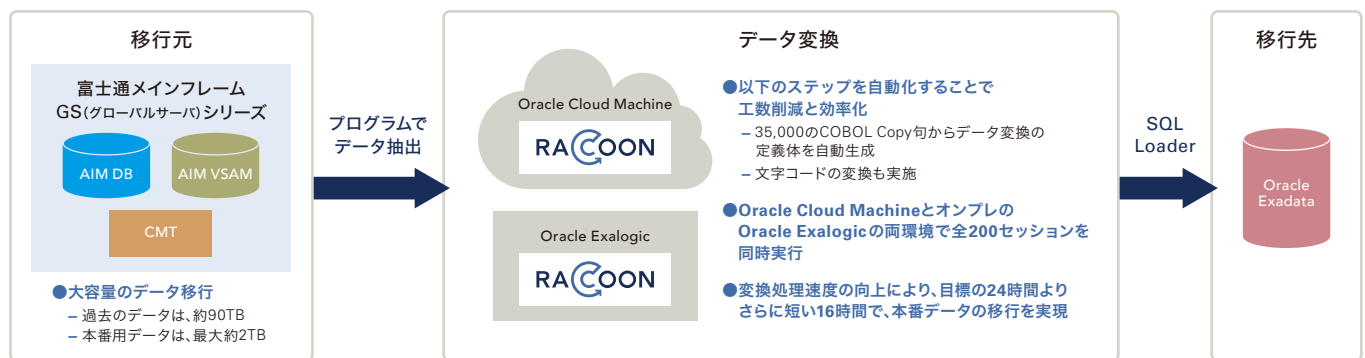 移行元
富士通メインフレーム
GS(グローバルサーバ)シリーズ
AIM DB
AIM VSAM
CMT
●大容量のデータ移行
– 過去のデータは、約90TB
– 本番用データは、最大約2TB
プログラムで
データ抽出
データ変換
Oracle Cloud Machine
RACCOON
Oracle Exalogic
RACCOON
●以下のステップを自動化することで
工数削減と効率化
– 35,000のCOBOL Copy句からデータ変換の
定義体を自動生成
– 文字コードの変換も実施
●Oracle Cloud Machineとオンプレの
Oracle Exalogicの両環境で全200セッションを
同時実行
●変換処理速度の向上により、目標の24時間より
さらに短い16時間で、本番データの移行を実現
SQL
Loader
移行先
Oracle
Exadata